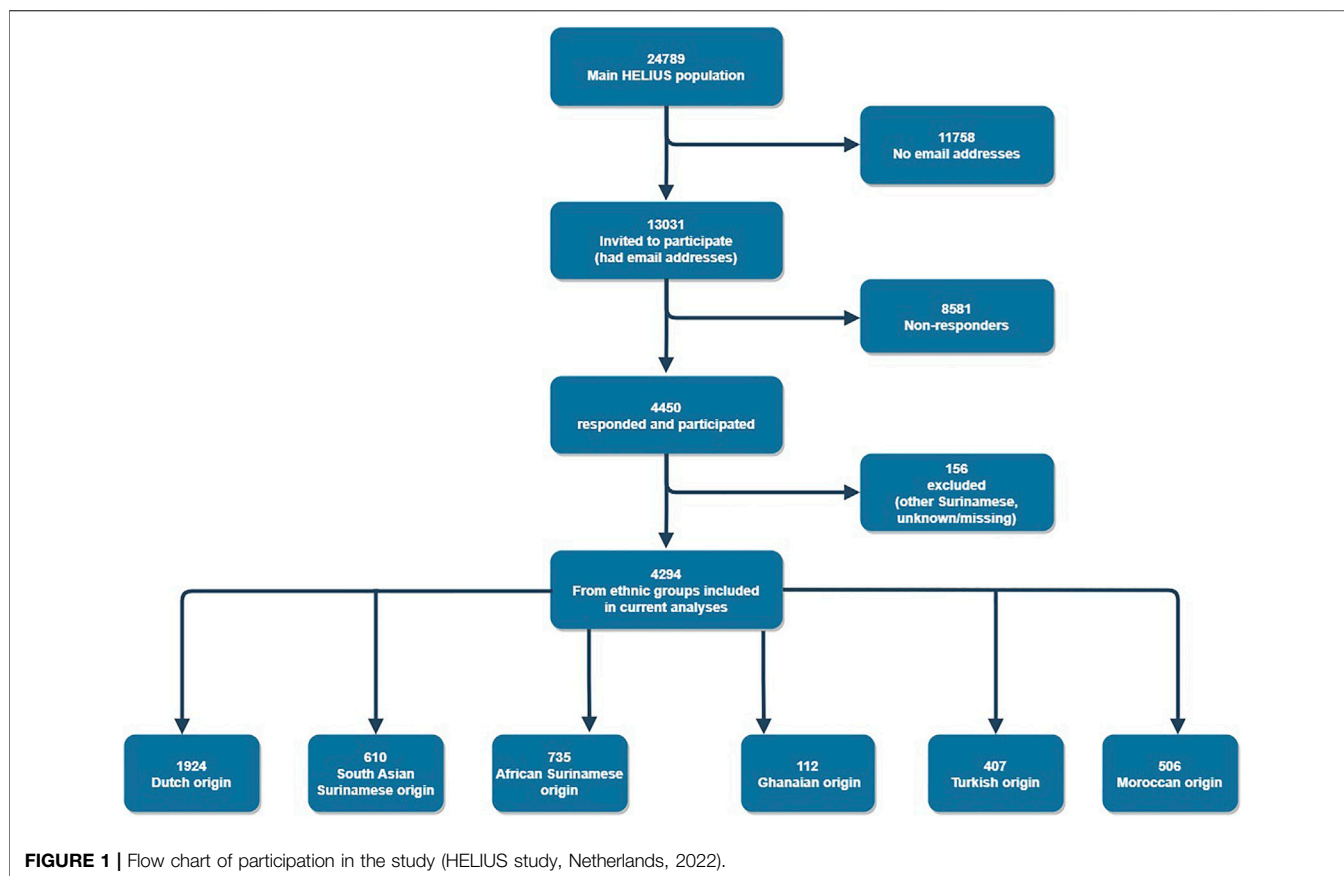 24789
Main HELIUS population
11758
No email addresses
13031
Invited to participate
(had email addresses)
8581
Non-responders
4450
responded and participated
156
excluded
(other Surinamese,
unknown/missing)
4294
From ethnic groups included
in current analyses
1924
Dutch origin
610
South Asian
Surinamese origin
735
African Surinamese
origin
112
Ghanaian origin
407
Turkish origin
506
Moroccan origin
FIGURE 1 | Flow chart of participation in the study (HELIUS study, Netherlands, 2022).